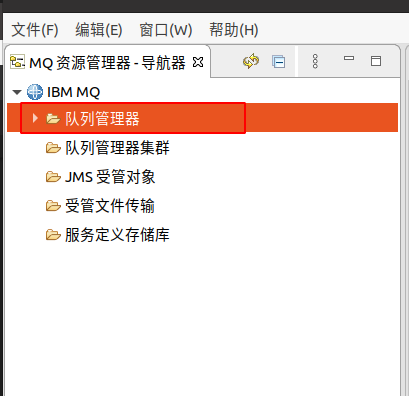 文件(F) 编辑(E) 窗口(W) 帮助(H)
MQ 资源管理器 - 导航器
IBM MQ
队列管理器
队列管理器集群
JMS 受管对象
受管文件传输
服务定义存储库